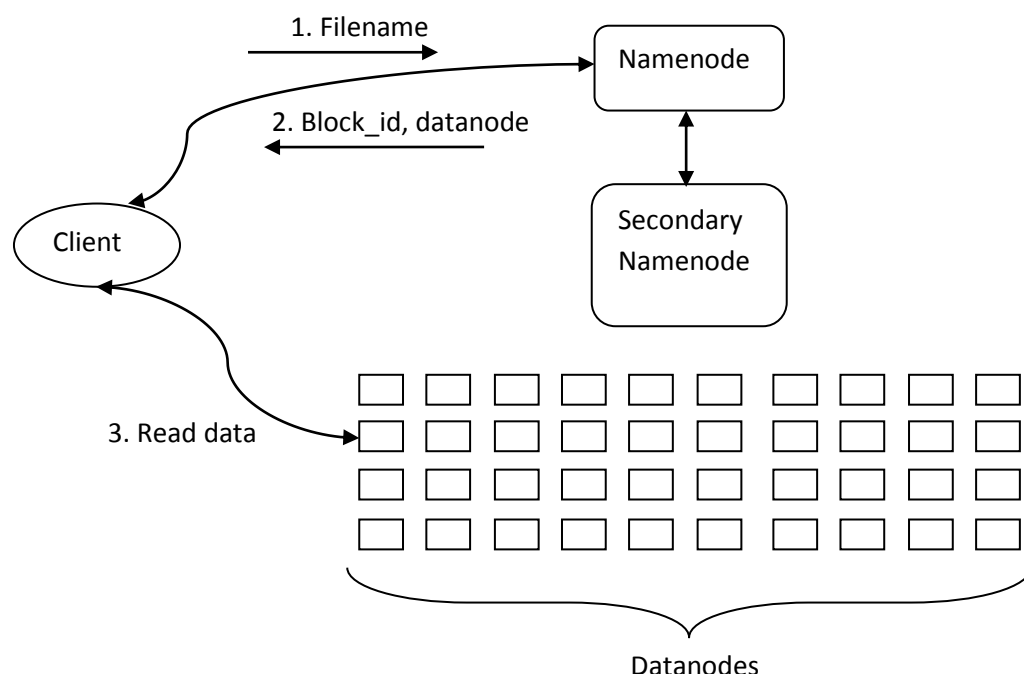 1. Filename
Namenode
2. Block_id, datanode
Secondary
Namenode
Client
3. Read data
Datanodes